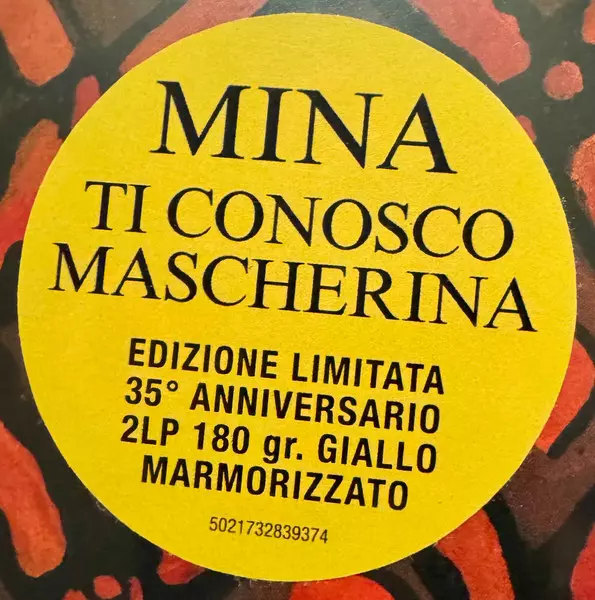 MINA
TI CONOSCO
MASCHERINA
EDIZIONE LIMITATA
35° ANNIVERSARIO
2LP 180 gr. GIALLO
MARMORIZZATO
5021732839374